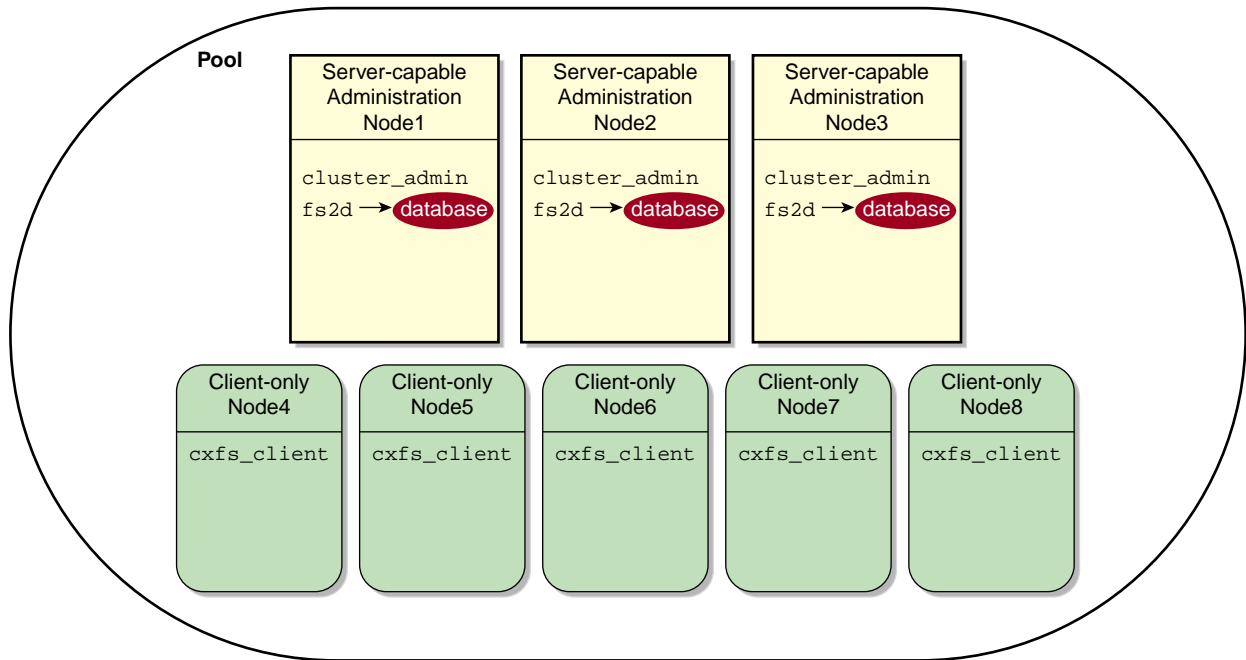 Pool
Server-capable
Administration
Node1
cluster_admin
fs2d
database
Server-capable
Administration
Node2
cluster_admin
fs2d
database
Server-capable
Administration
Node3
cluster_admin
fs2d
database
Client-only
Node4
cxfs_client
Client-only
Node5
cxfs_client
Client-only
Node6
cxfs_client
Client-only
Node7
cxfs_client
Client-only
Node8
cxfs_client